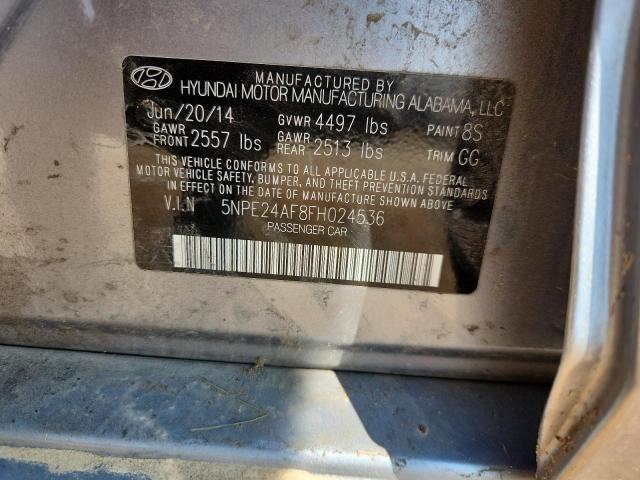 MANUFACTURED BY
HYUNDAI MOTOR MANUFACTURING ALABAMA, LLC
Jun/20/14 GVWR 4497 lbs PAINT 8S
GAWR FRONT 2557 lbs GAWR REAR 2513 lbs TRIM GG
THIS VEHICLE CONFORMS TO ALL APPLICABLE U.S.A. FEDERAL
MOTOR VEHICLE SAFETY, BUMPER, AND THEFT PREVENTION STANDARDS
IN EFFECT ON THE DATE OF MANUFACTURE SHOWN ABOVE.
V.I.N 5NPE24AF8FH024536
PASSENGER CAR